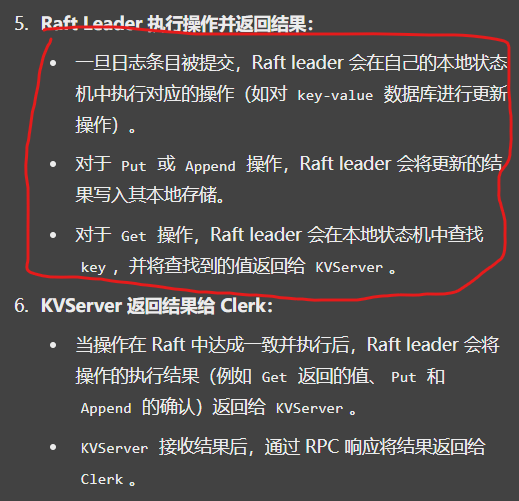 5. Raft Leader 执行操作并返回结果：
• 一旦日志条目被提交，Raft leader 会在自己的本地状态
机中执行对应的操作（如对 key-value 数据库进行更新
操作）。
• 对于 Put 或 Append 操作，Raft leader 会将更新的结
果写入其本地存储。
• 对于 Get 操作，Raft leader 会在本地状态机中查找
key ，并将查找到的值返回给 KVServer 。
6. KVServer 返回结果给 Clerk：
• 当操作在 Raft 中达成一致并执行后，Raft leader 会将
操作的执行结果（例如 Get 返回的值、 Put 和
Append 的确认）返回给 KVServer 。
• KVServer 接收结果后，通过 RPC 响应将结果返回给
Clerk 。